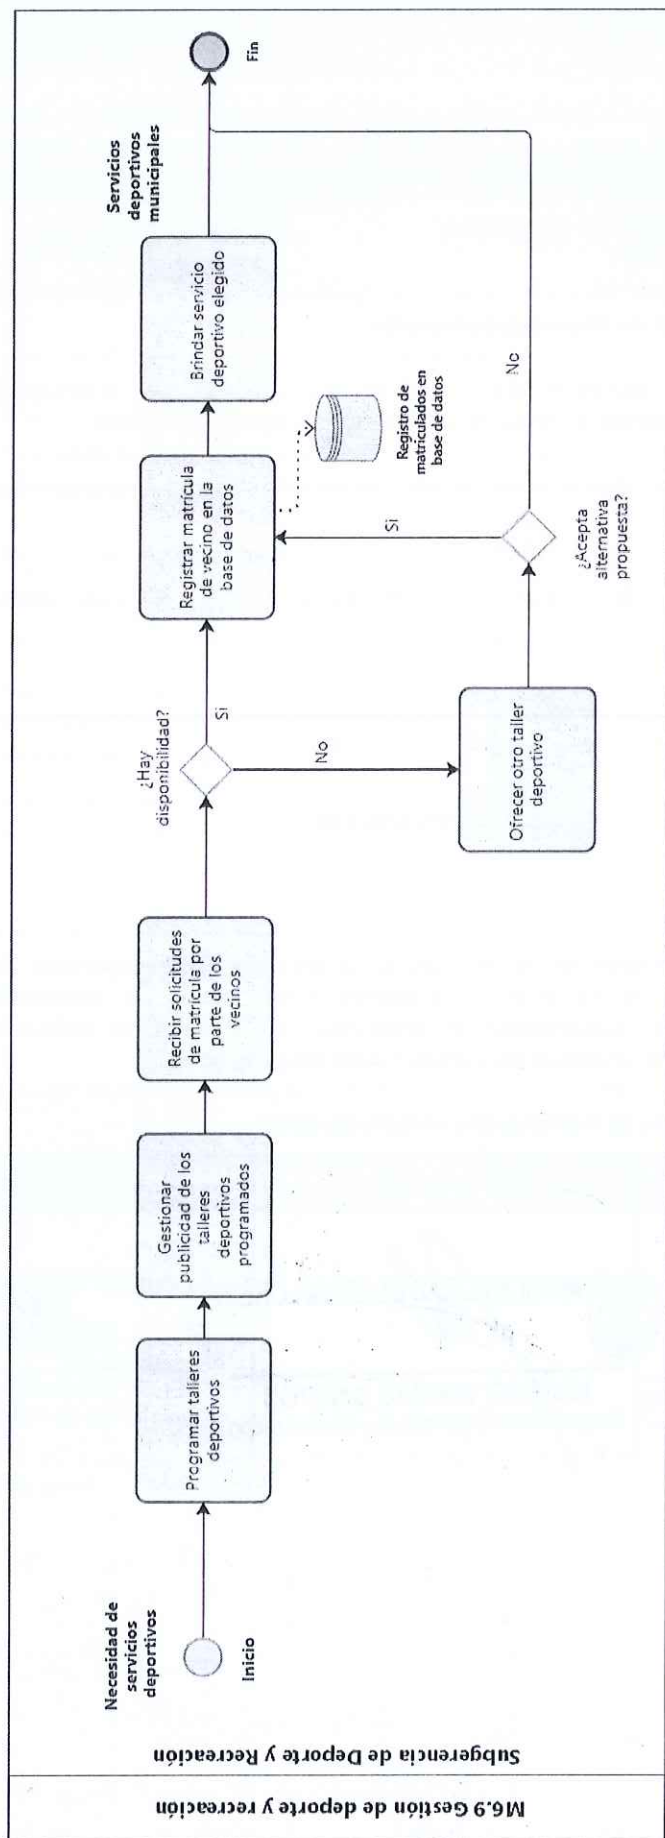 M6.9 Gestión de deporte y recreación
Subgerencia de Deporte y Recreación
Necesidad de
servicios
deportivos
Inicio
Programar talleres
deportivos
Gestionar
publicidad de los
talleres
deportivos
programados
Recibir solicitudes
de matrícula por
parte de los
vecinos
¿Hay
disponibilidad?
Si
No
Ofrecer otro taller
deportivo
¿Acepta
alternativa
propuesta?
Si
No
Registrar matrícula
de vecino en la
base de datos
Registro de
matrículados en
base de datos
Brindar servicio
deportivo elegido
Servicios
deportivos
municipales
Fin